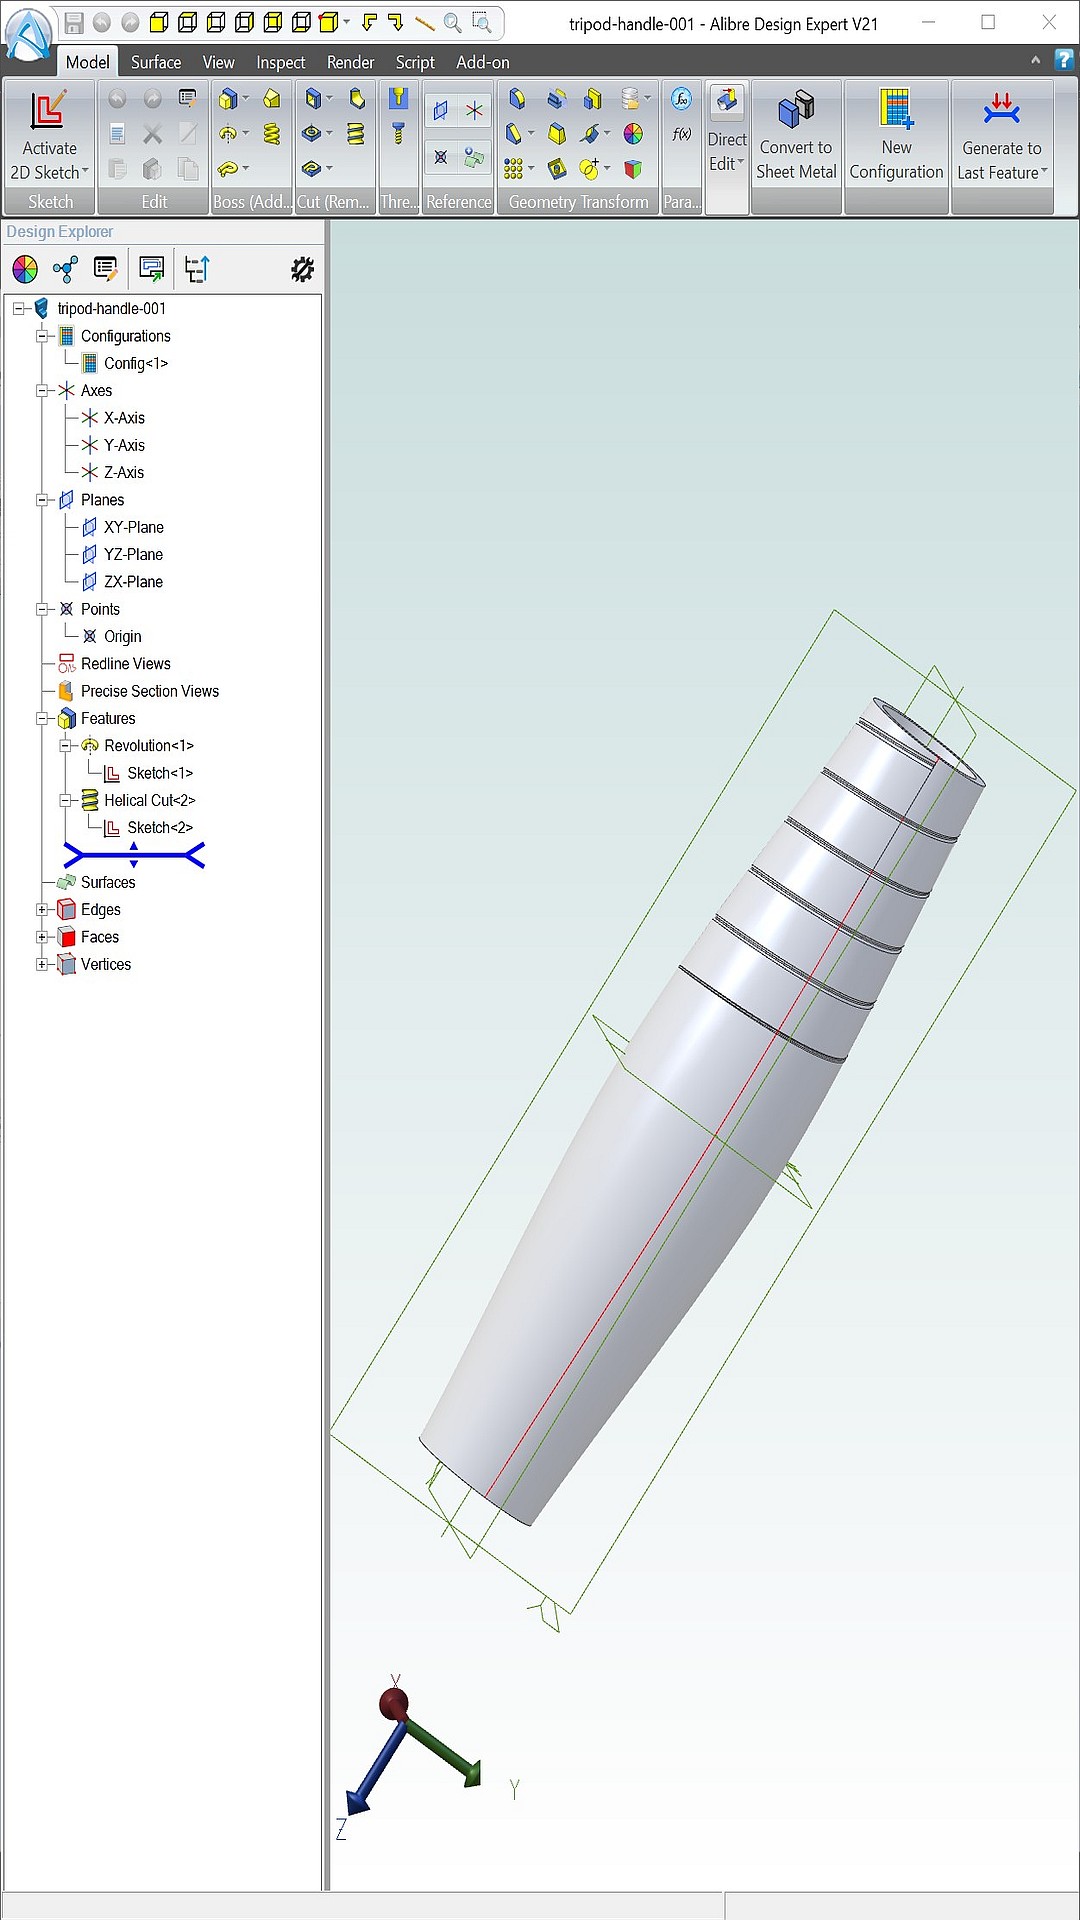 tripod-handle-001 - Alibre Design Expert V21
Model Surface View Inspect Render Script Add-on
Activate
2D Sketch
Direct
Edit
Convert to
Sheet Metal
New
Configuration
Generate to
Last Feature
f(x)
Sketch Edit Boss (Add... Cut (Rem... Thre... Reference Geometry Transform Para...
Design Explorer
tripod-handle-001
Configurations
Config<1>
Axes
X-Axis
Y-Axis
Z-Axis
Planes
XY-Plane
YZ-Plane
ZX-Plane
Points
Origin
Redline Views
Precise Section Views
Features
Revolution<1>
Sketch<1>
Helical Cut<2>
Sketch<2>
Surfaces
Edges
Faces
Vertices
X
Y
Z